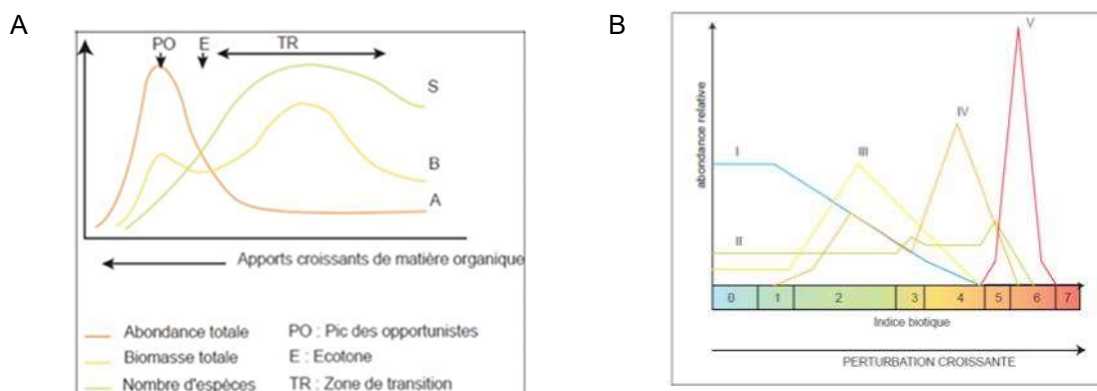 A
PO E TR
S
B
A
Apports croissants de matière organique
Abondance totale PO : Pic des opportunistes
Biomasse totale E : Ecotone
Nombre d'espèces TR : Zone de transition
B
abondance relative
V
IV
I III
II
0 1 2 3 4 5 6 7
Indice biotique
PERTURBATION CROISSANTE